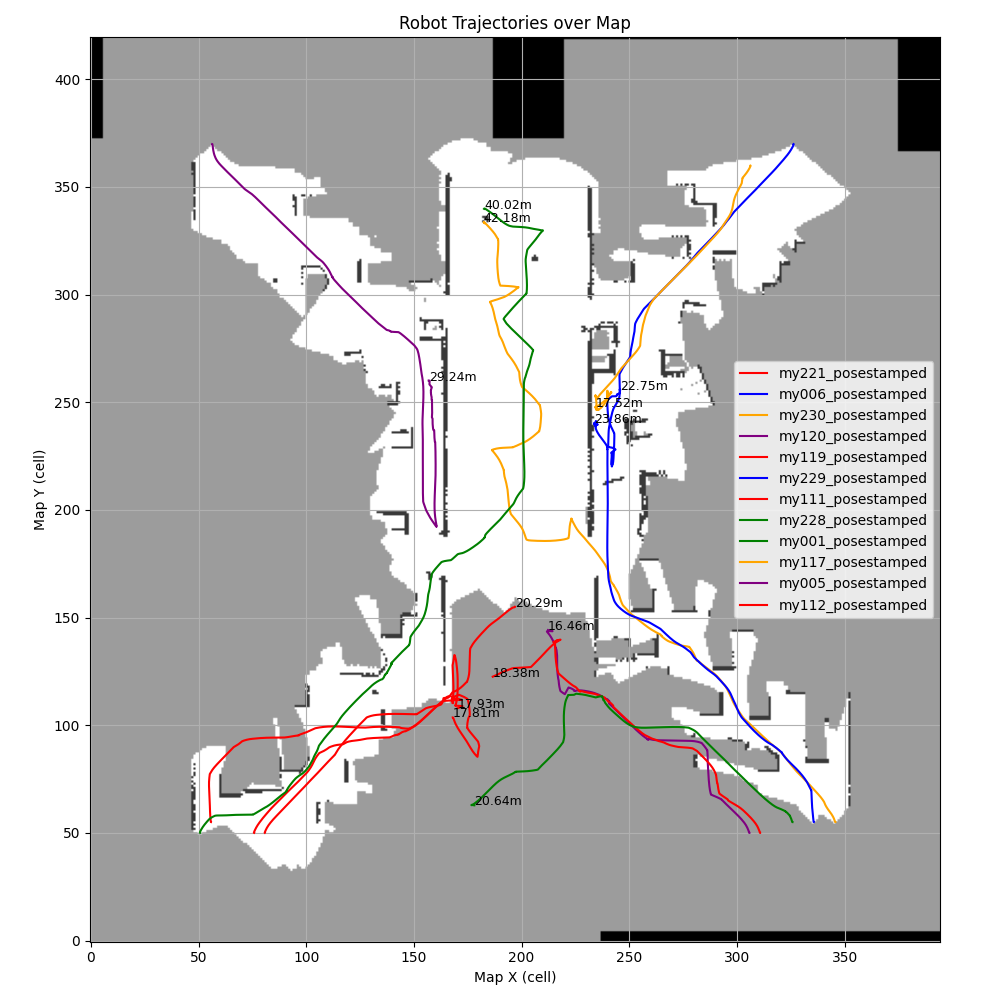 Robot Trajectories over Map
400
350
300
250
200
150
100
50
0
Map Y (cell)
40.02m
42.18m
29.24m
22.75m
17.52m
23.86m
20.29m
16.46m
18.38m
17.93m
17.81m
20.64m
my221_posestamped
my006_posestamped
my230_posestamped
my120_posestamped
my119_posestamped
my229_posestamped
my111_posestamped
my228_posestamped
my001_posestamped
my117_posestamped
my005_posestamped
my112_posestamped
0 50 100 150 200 250 300 350
Map X (cell)